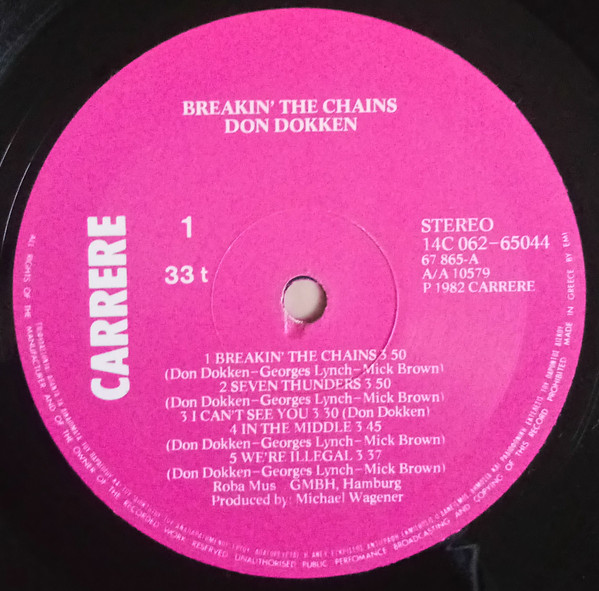 BREAKIN' THE CHAINS
DON DOKKEN
CARRERE
1
33 t
STEREO
14C 062-65044
67 865-A
A/A 10579
P 1982 CARRERE
1 BREAKIN' THE CHAINS 3 50
(Don Dokken-Georges Lynch-Mick Brown)
2 SEVEN THUNDERS 3 50
(Don Dokken-Georges Lynch-Mick Brown)
3 I CAN'T SEE YOU 3 30 (Don Dokken)
4 IN THE MIDDLE 3 45
(Don Dokken-Georges Lynch-Mick Brown)
5 WE'RE ILLEGAL 3 37
(Don Dokken-Georges Lynch-Mick Brown)
Roba Mus GMBH, Hamburg
Produced by: Michael Wagener
ALL RIGHTS OF THE MANUFACTURER AND OF THE OWNER OF THE RECORDED WORK RESERVED UNAUTHORISED PUBLIC PERFOMANCE BROADCASTING AND COPYING OF THIS RECORD PROHIBITED MADE IN GREECE BY EMI